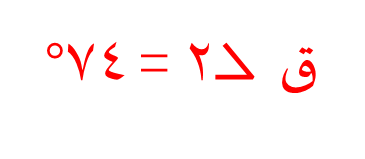 ق ∠٢ = ٧٤°